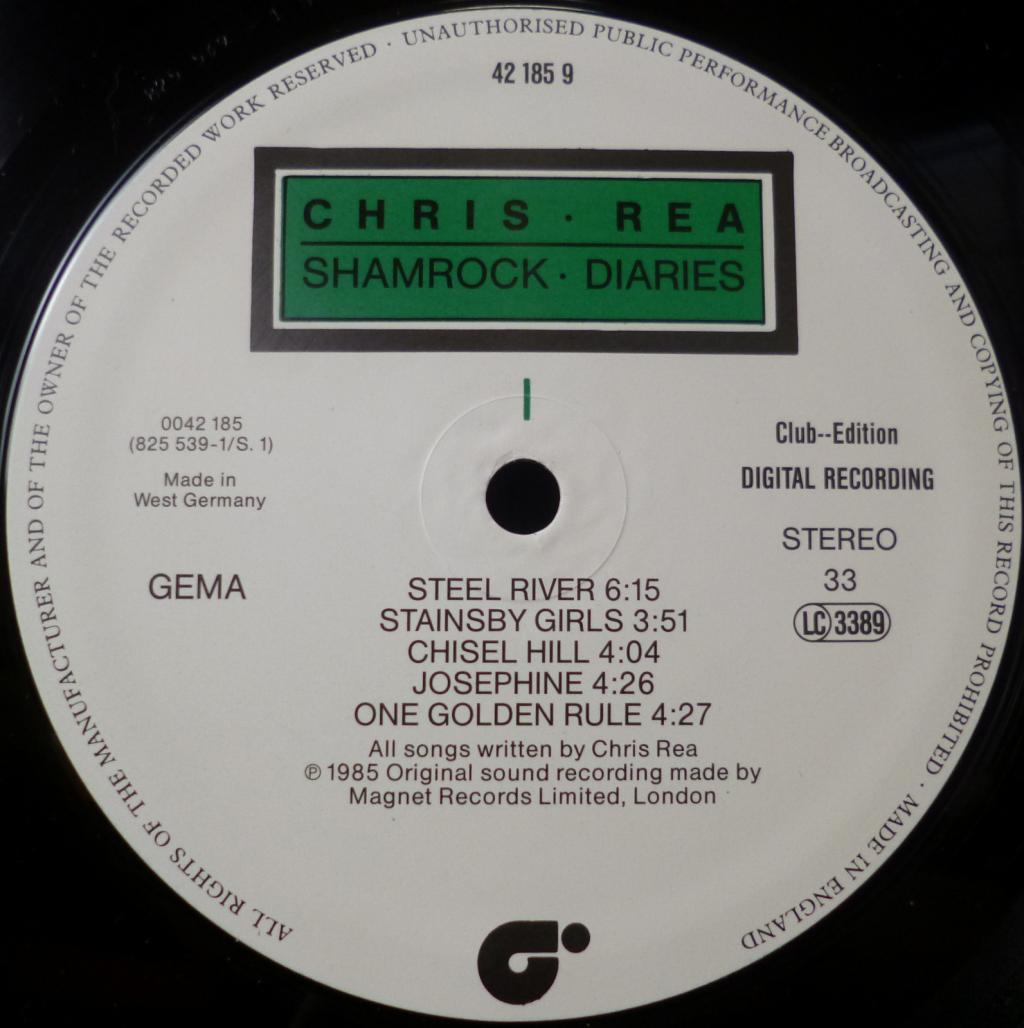 ALL RIGHTS OF THE MANUFACTURER AND OF THE OWNER OF THE RECORDED WORK RESERVED · UNAUTHORISED PUBLIC PERFORMANCE BROADCASTING AND COPYING OF THIS RECORD PROHIBITED · MADE IN ENGLAND
42 185 9
CHRIS · REA
SHAMROCK · DIARIES
0042 185
(825 539-1/S. 1)
Made in
West Germany
GEMA
I
Club--Edition
DIGITAL RECORDING
STEREO
33
LC 3389
STEEL RIVER 6:15
STAINSBY GIRLS 3:51
CHISEL HILL 4:04
JOSEPHINE 4:26
ONE GOLDEN RULE 4:27
All songs written by Chris Rea
℗ 1985 Original sound recording made by
Magnet Records Limited, London